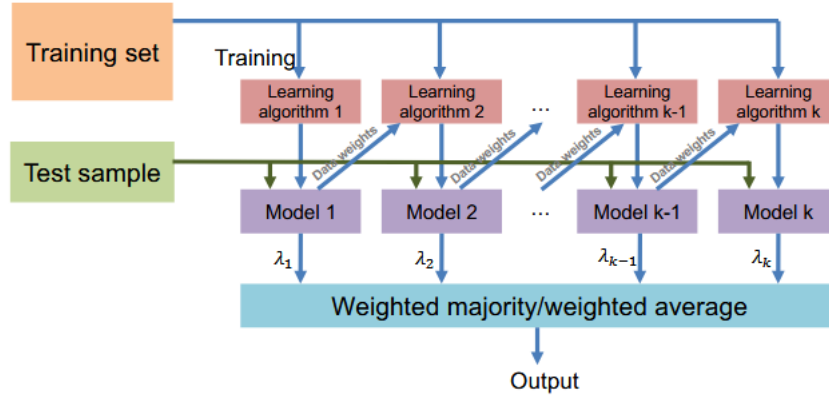 Training set
Training
Learning
algorithm 1
Learning
algorithm 2
...
Learning
algorithm k-1
Learning
algorithm k
Data weights
Data weights
Data weights
Data weights
Test sample
Model 1
Model 2
...
Model k-1
Model k
λ₁
λ₂
λₖ₋₁
λₖ
Weighted majority/weighted average
Output